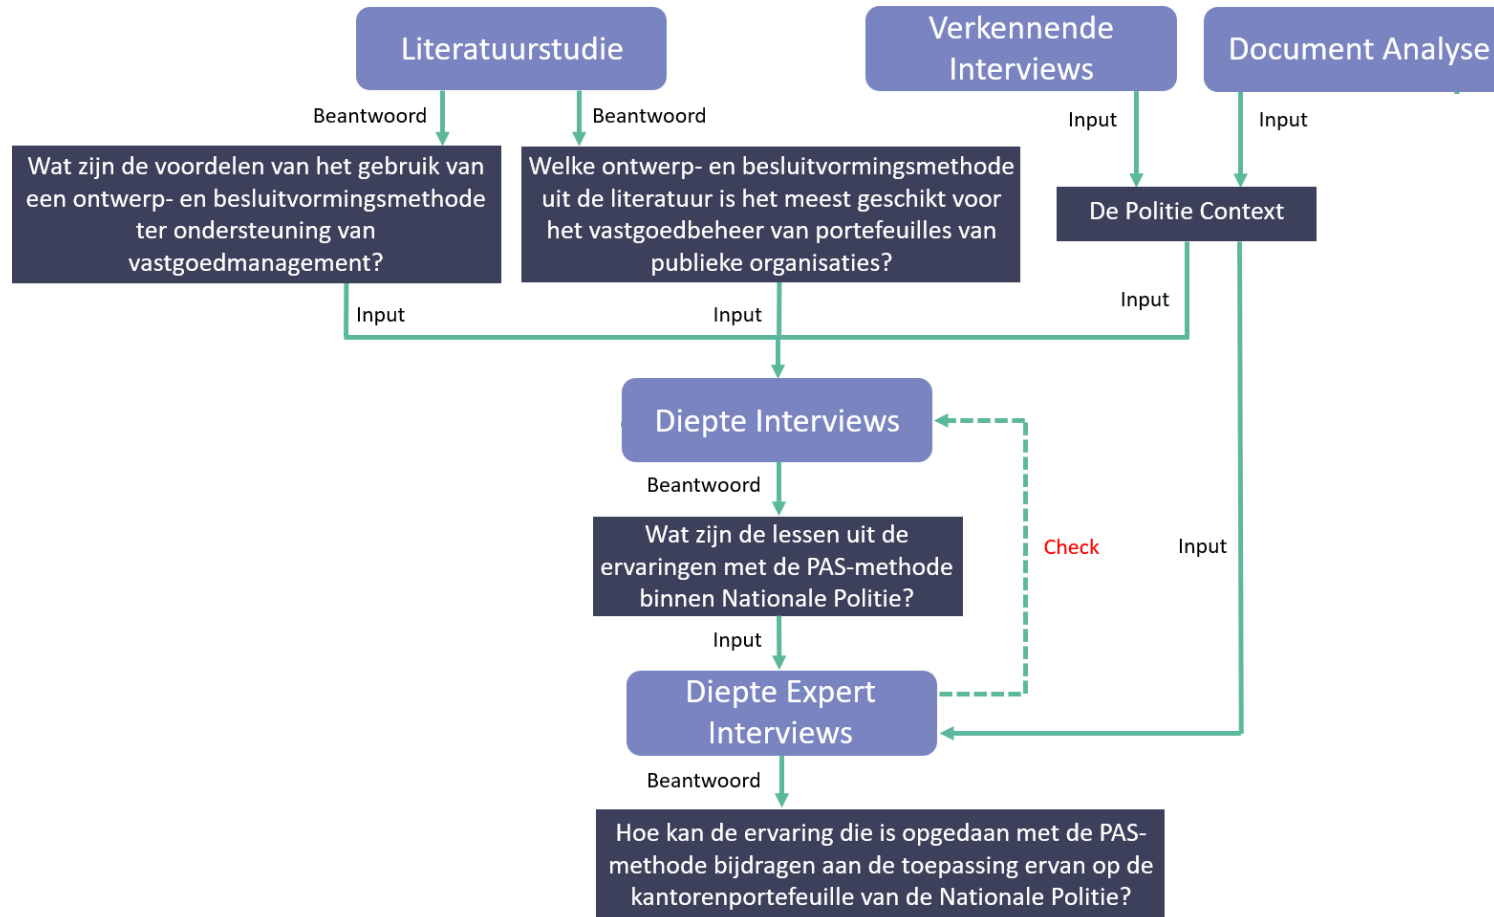 Literatuurstudie
Verkennende
Interviews
Document Analyse
Beantwoord
Beantwoord
Input
Input
Wat zijn de voordelen van het gebruik van
een ontwerp- en besluitvormingsmethode
ter ondersteuning van
vastgoedmanagement?
Welke ontwerp- en besluitvormingsmethode
uit de literatuur is het meest geschikt voor
het vastgoedbeheer van portefeuilles van
publieke organisaties?
De Politie Context
Input
Input
Input
Diepte Interviews
Beantwoord
Wat zijn de lessen uit de
ervaringen met de PAS-methode
binnen Nationale Politie?
Check
Input
Input
Diepte Expert
Interviews
Beantwoord
Hoe kan de ervaring die is opgedaan met de PAS-
methode bijdragen aan de toepassing ervan op de
kantorenportefeuille van de Nationale Politie?